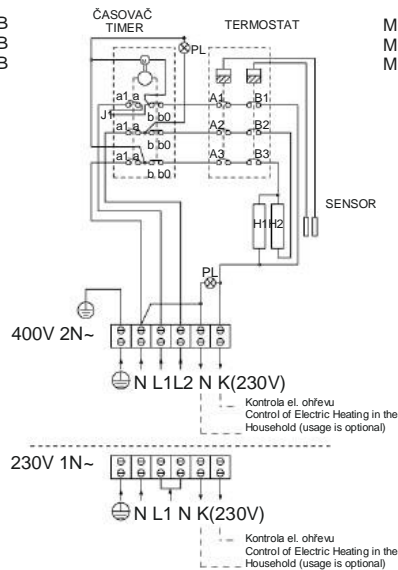 B
B
B
M
M
M
ČASOVAČ
TIMER
TERMOSTAT
PL
M
a1 a
b b0
A1
B1
J1
a1 a
b b0
A2
B2
a1 a
b b0
A3
B3
SENSOR
H1 H2
PL
400V 2N~
N L1 L2 N K(230V)
Kontrola el. ohřevu
Control of Electric Heating in the
Household (usage is optional)
230V 1N~
N L1 N K(230V)
Kontrola el. ohřevu
Control of Electric Heating in the
Household (usage is optional)